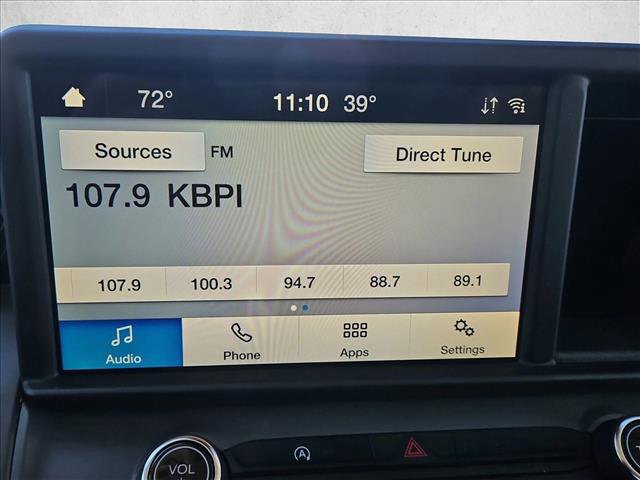 72° 11:10 39°
Sources FM Direct Tune
107.9 KBPI
107.9 100.3 94.7 88.7 89.1
Audio Phone Apps Settings
VOL